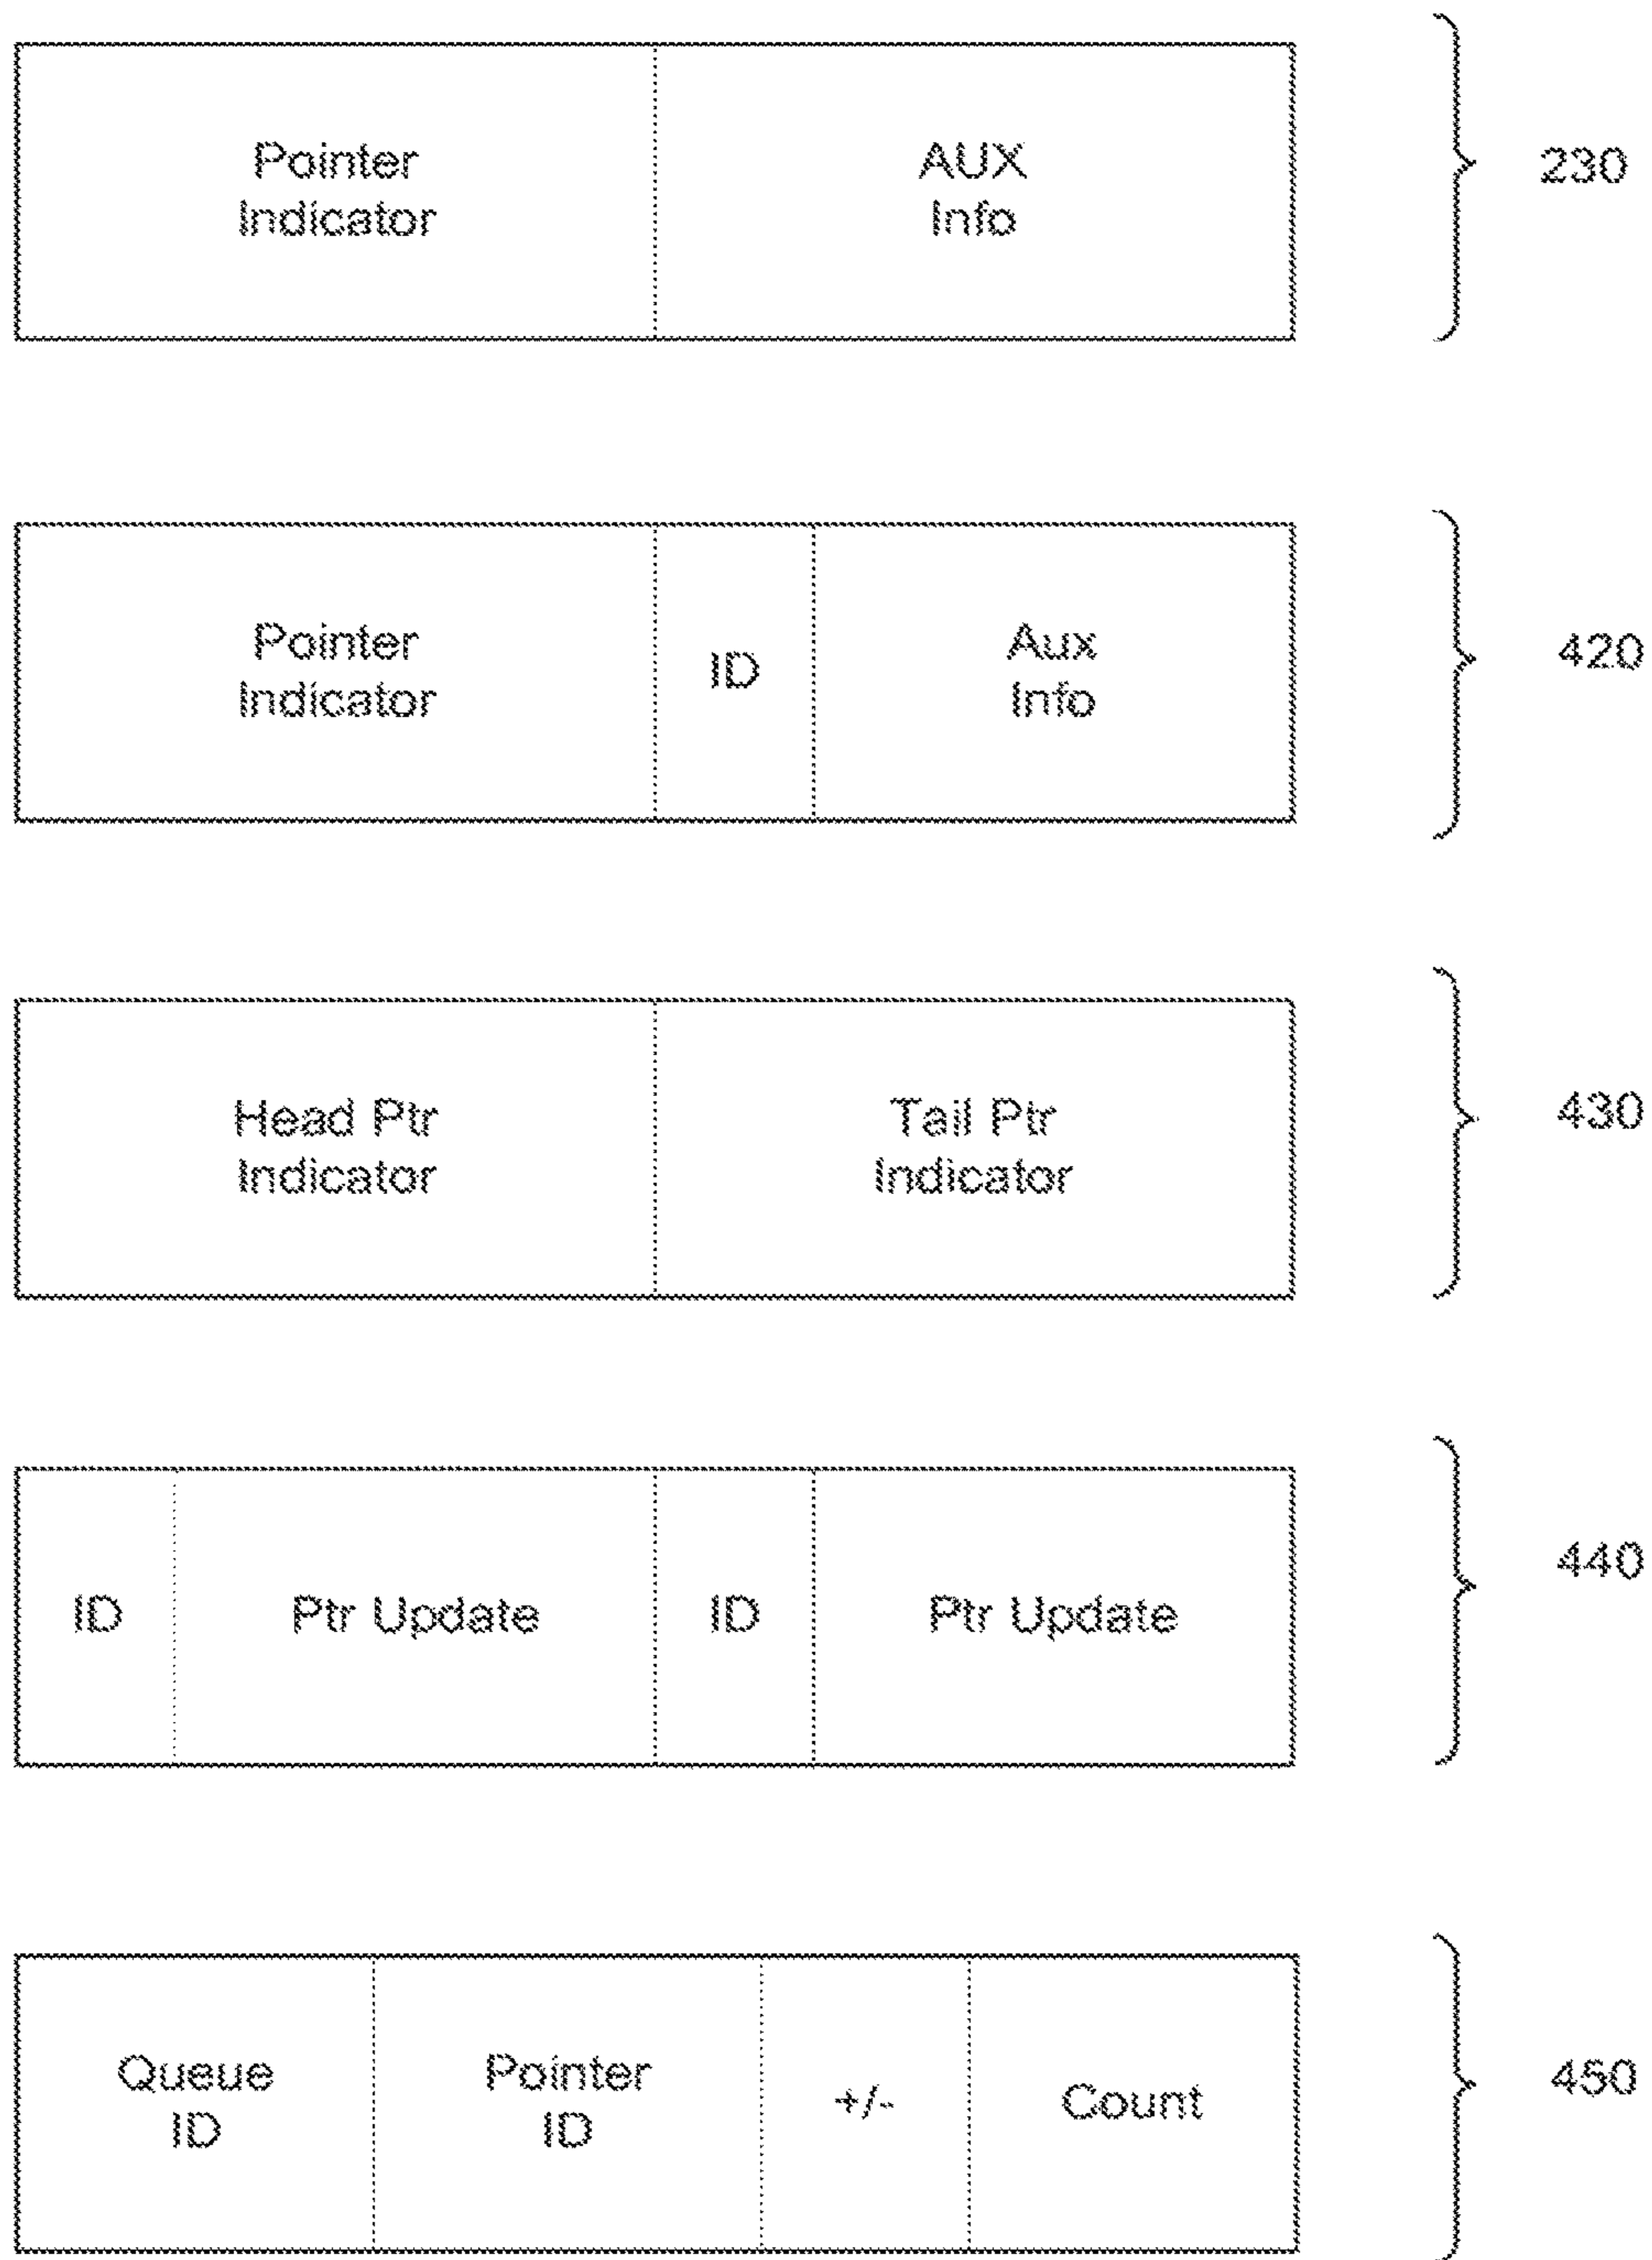 Pointer
Indicator
AUX
Info
230
Pointer
Indicator
ID
Aux
Info
420
Head Ptr
Indicator
Tail Ptr
Indicator
430
ID
Ptr Update
ID
Ptr Update
440
Queue
ID
Pointer
ID
+/-
Count
450